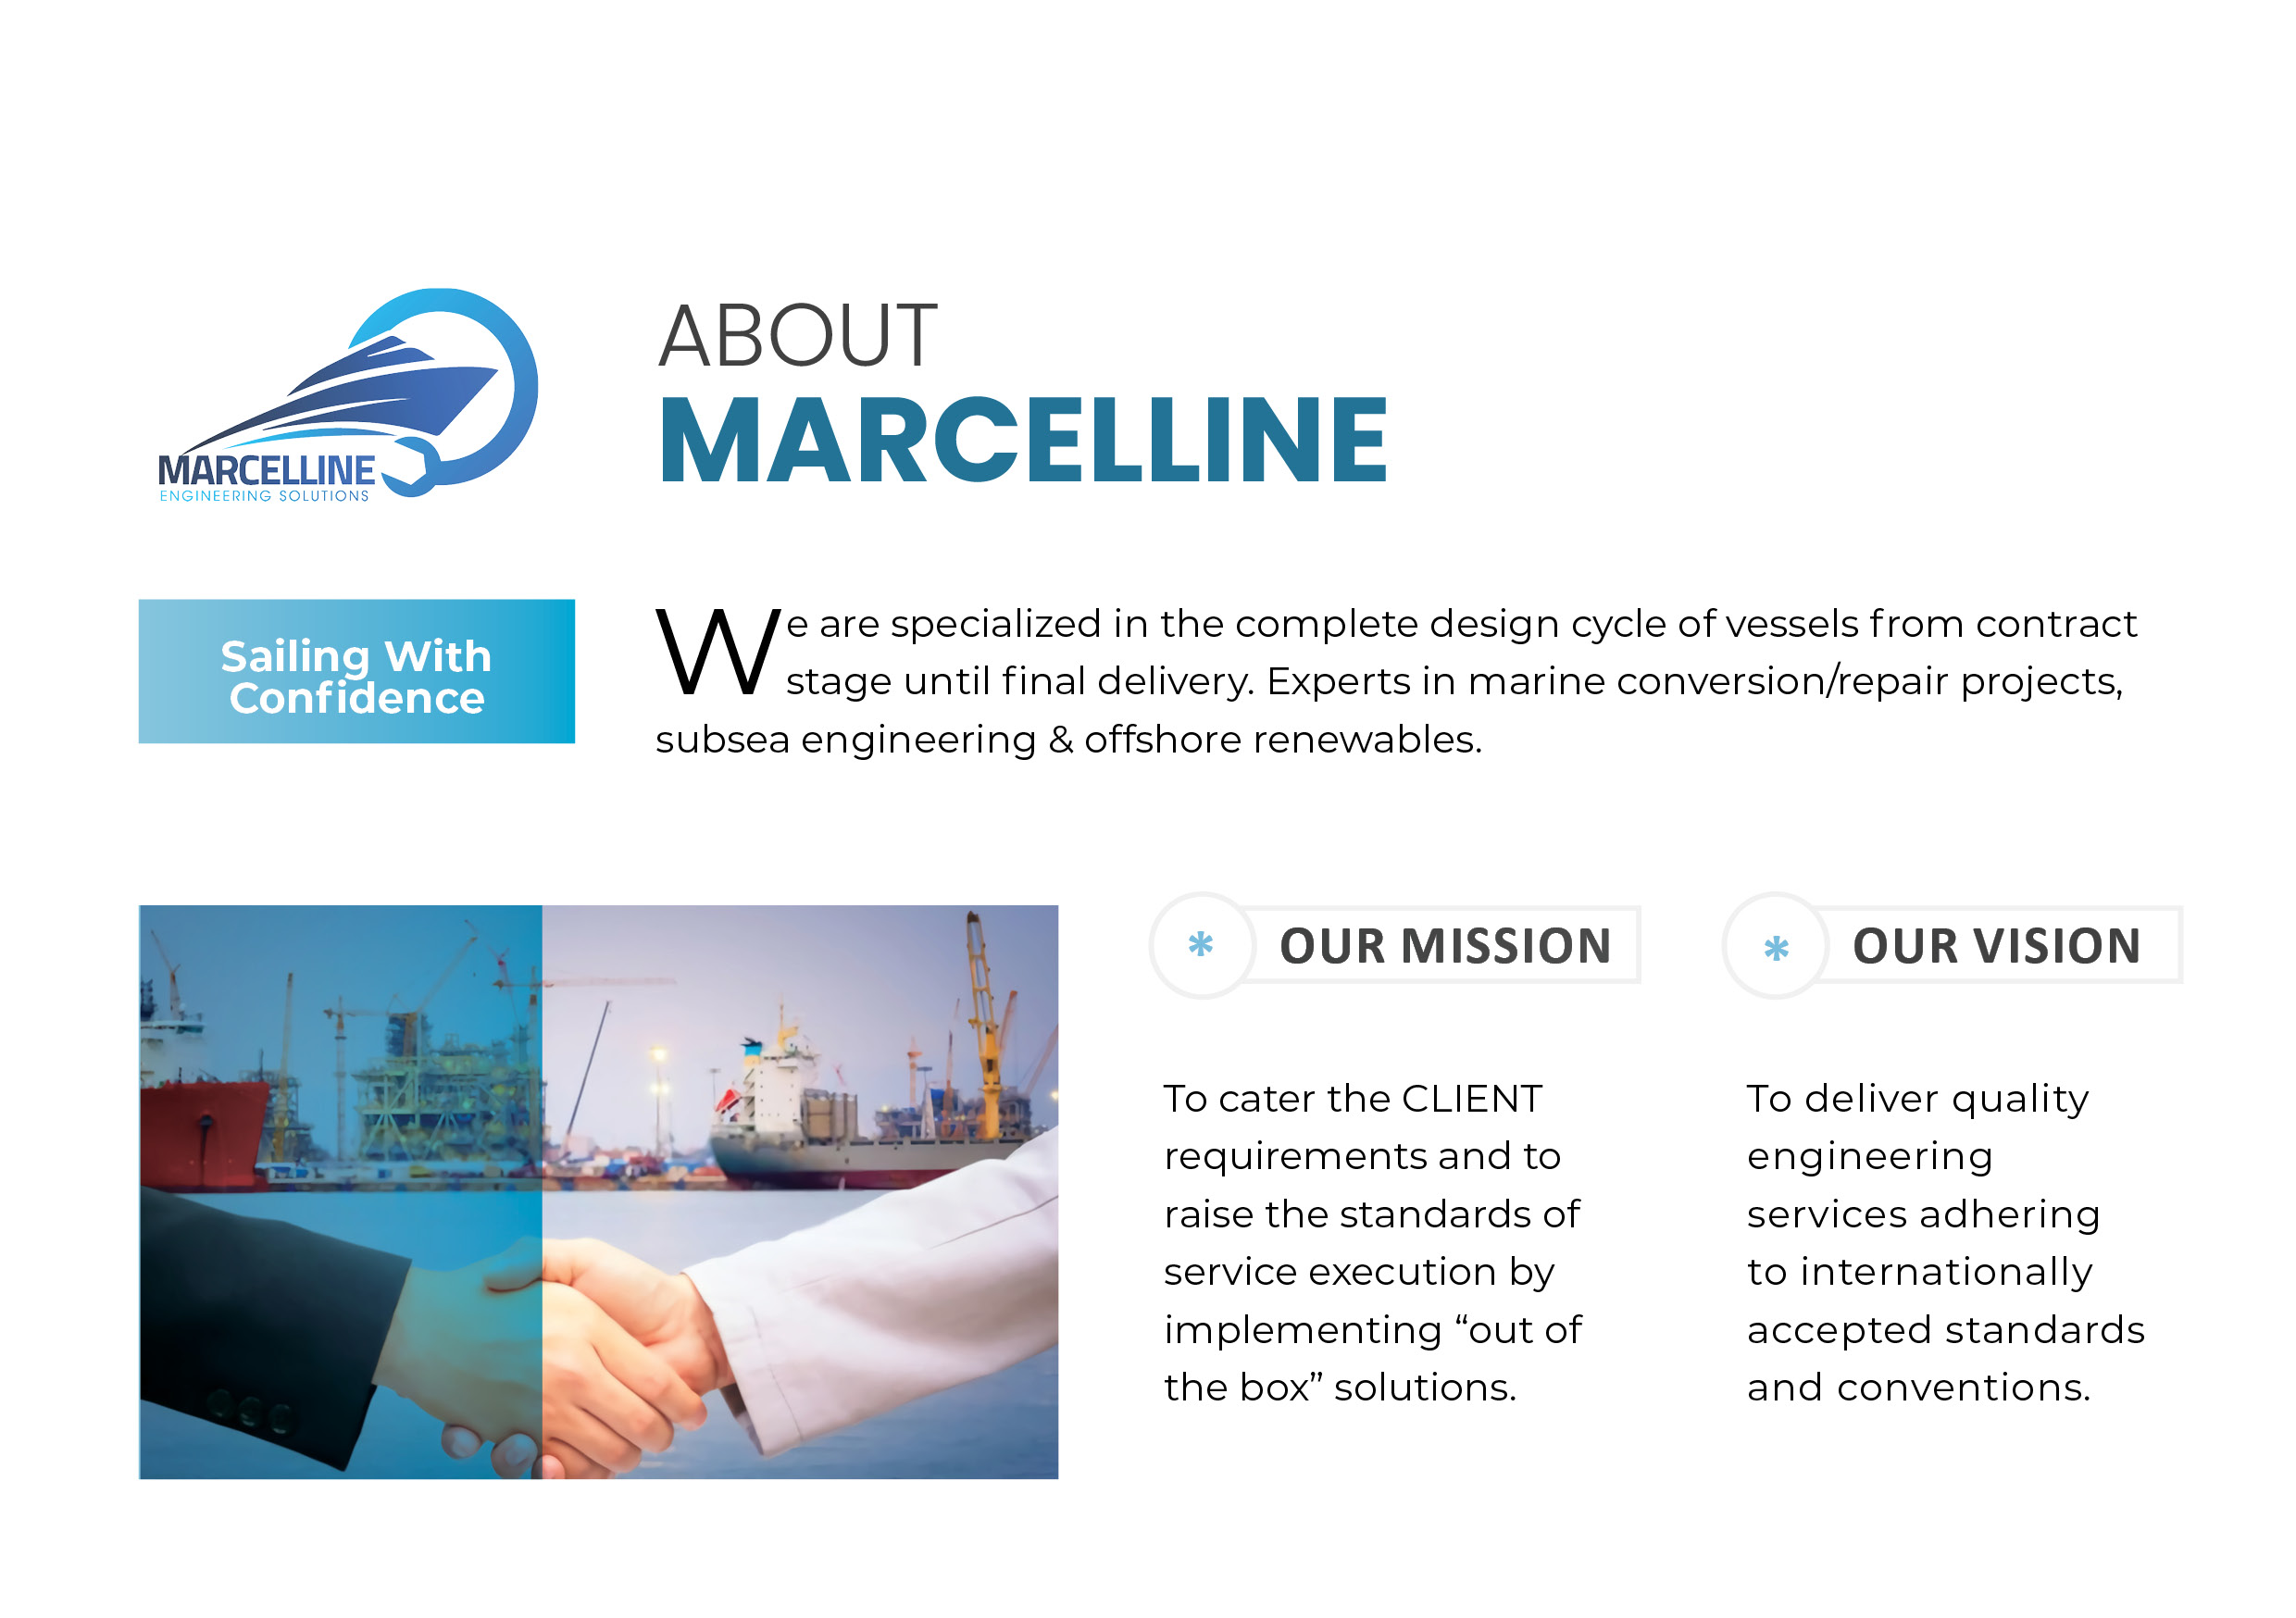 MARCELLINE
ENGINEERING SOLUTIONS
ABOUT
MARCELLINE
Sailing With
Confidence
We are specialized in the complete design cycle of vessels from contract
stage until final delivery. Experts in marine conversion/repair projects,
subsea engineering & offshore renewables.
* OUR MISSION
To cater the CLIENT
requirements and to
raise the standards of
service execution by
implementing “out of
the box” solutions.
* OUR VISION
To deliver quality
engineering
services adhering
to internationally
accepted standards
and conventions.